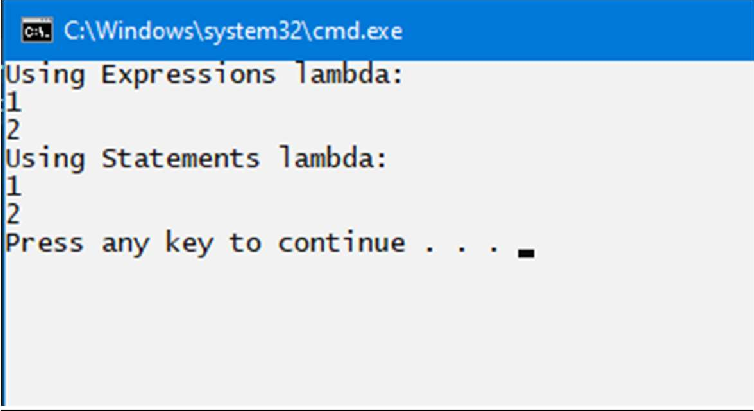 C:\Windows\system32\cmd.exe
Using Expressions lambda:
1
2
Using Statements lambda:
1
2
Press any key to continue . . .